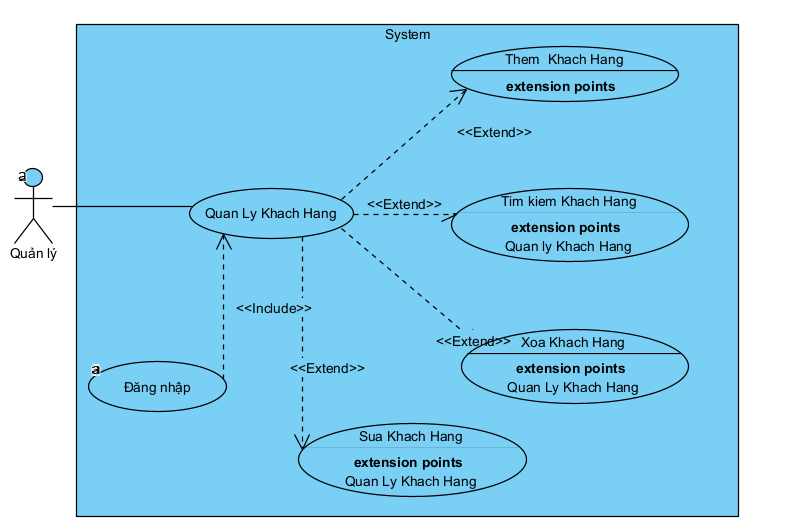 System
Them  Khach Hang
extension points
<<Extend>>
a
Quản lý
Quan Ly Khach Hang
<<Extend>>
Tim kiem Khach Hang
extension points
Quan ly Khach Hang
<<Include>>
<<Extend>>
Xoa Khach Hang
extension points
Quan Ly Khach Hang
a
Đăng nhập
<<Extend>>
Sua Khach Hang
extension points
Quan Ly Khach Hang